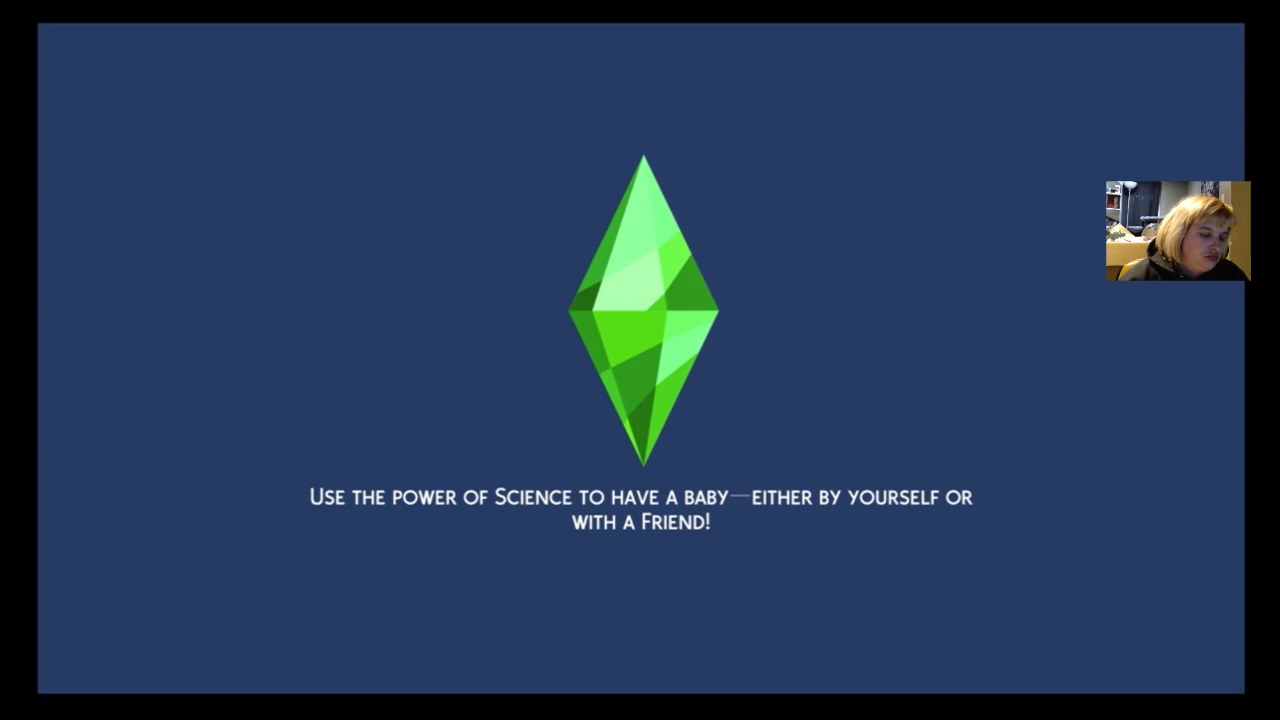 Use the power of Science to have a baby—either by yourself or
with a Friend!